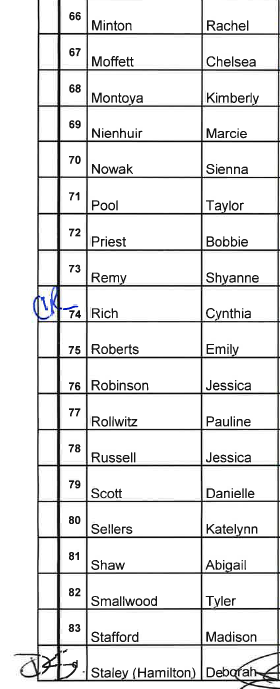 66 Minton Rachel
67 Moffett Chelsea
68 Montoya Kimberly
69 Nienhuir Marcie
70 Nowak Sienna
71 Pool Taylor
72 Priest Bobbie
73 Remy Shyanne
CR 74 Rich Cynthia
75 Roberts Emily
76 Robinson Jessica
77 Rollwitz Pauline
78 Russell Jessica
79 Scott Danielle
80 Sellers Katelynn
81 Shaw Abigail
82 Smallwood Tyler
83 Stafford Madison
Staley (Hamilton) Deborah